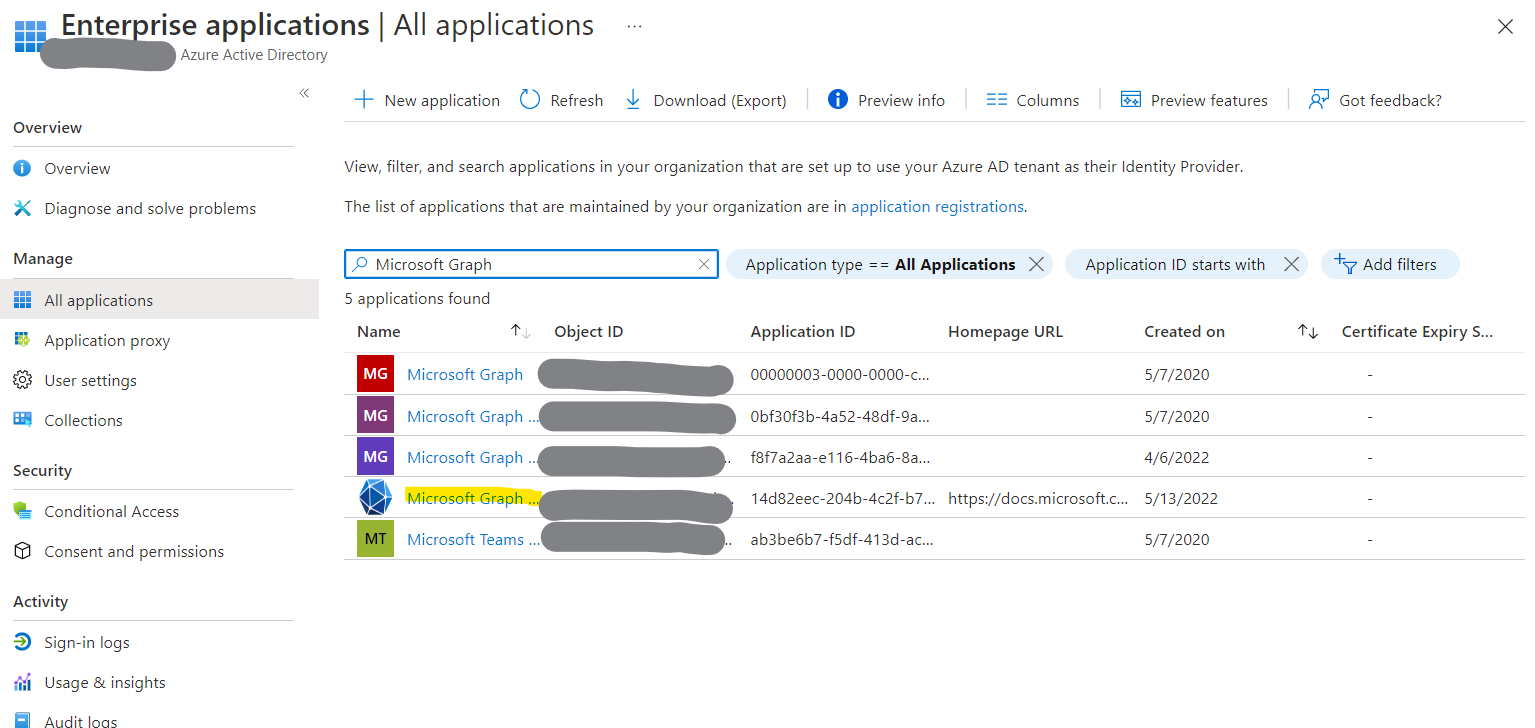 Enterprise applications | All applications ...
Azure Active Directory
«
Overview
Overview
Diagnose and solve problems
Manage
All applications
Application proxy
User settings
Collections
Security
Conditional Access
Consent and permissions
Activity
Sign-in logs
Usage & insights
Audit logs
New application Refresh Download (Export) Preview info Columns Preview features Got feedback?
View, filter, and search applications in your organization that are set up to use your Azure AD tenant as their Identity Provider.
The list of applications that are maintained by your organization are in application registrations.
Microsoft Graph Application type == All Applications Application ID starts with Add filters
5 applications found
Name Object ID Application ID Homepage URL Created on Certificate Expiry S...
MG Microsoft Graph 00000003-0000-0000-c... 5/7/2020 -
MG Microsoft Graph ... 0bf30f3b-4a52-48df-9a... 5/7/2020 -
MG Microsoft Graph ... f8f7a2aa-e116-4ba6-8a... 4/6/2022 -
Microsoft Graph ... 14d82eec-204b-4c2f-b7... https://docs.microsoft.c... 5/13/2022 -
MT Microsoft Teams ... ab3be6b7-f5df-413d-ac... 5/7/2020 -